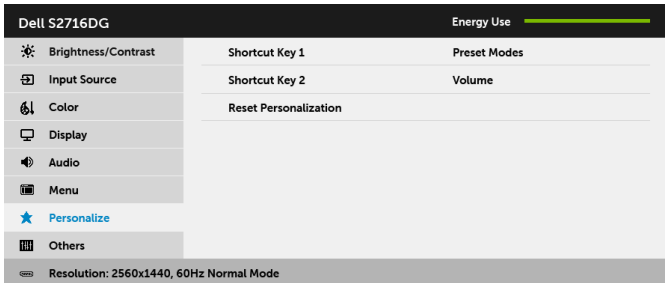 Dell S2716DG Energy Use
Brightness/Contrast Shortcut Key 1 Preset Modes
Input Source Shortcut Key 2 Volume
Color Reset Personalization
Display
Audio
Menu
Personalize
Others
Resolution: 2560x1440, 60Hz Normal Mode